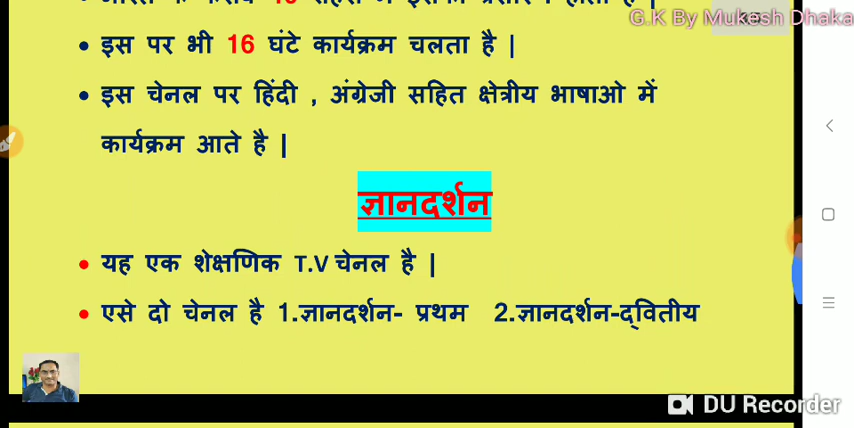 G.K By Mukesh Dhaka
• इस पर भी 16 घंटे कार्यक्रम चलता है |
• इस चेनल पर हिंदी , अंग्रेजी सहित क्षेत्रीय भाषाओ में
कार्यक्रम आते है |
ज्ञानदर्शन
• यह एक शेक्षणिक T.V चेनल है |
• एसे दो चेनल है 1.ज्ञानदर्शन- प्रथम 2.ज्ञानदर्शन-द्वितीय
DU Recorder